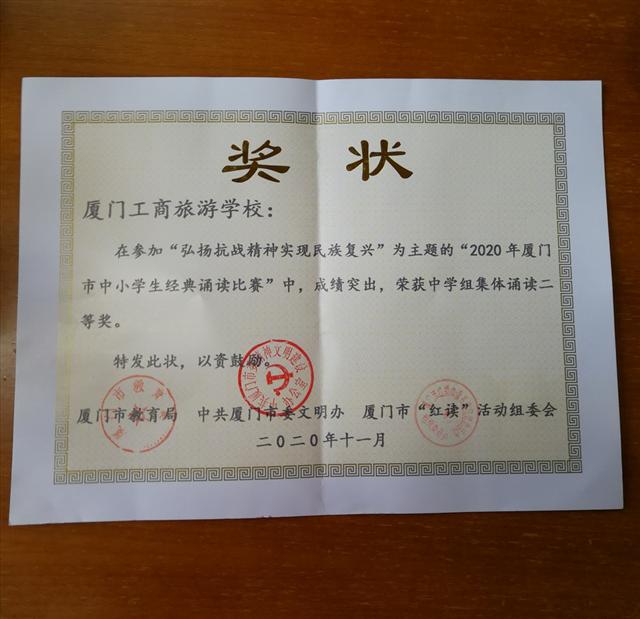 奖状
厦门工商旅游学校：
在参加“弘扬抗战精神实现民族复兴”为主题的“2020年厦门
市中小学生经典诵读比赛”中，成绩突出，荣获中学组集体诵读二
等奖。
特发此状，以资鼓励。
厦门市教育局 中共厦门市委文明办 厦门市“红读”活动组委会
二〇二〇年十一月